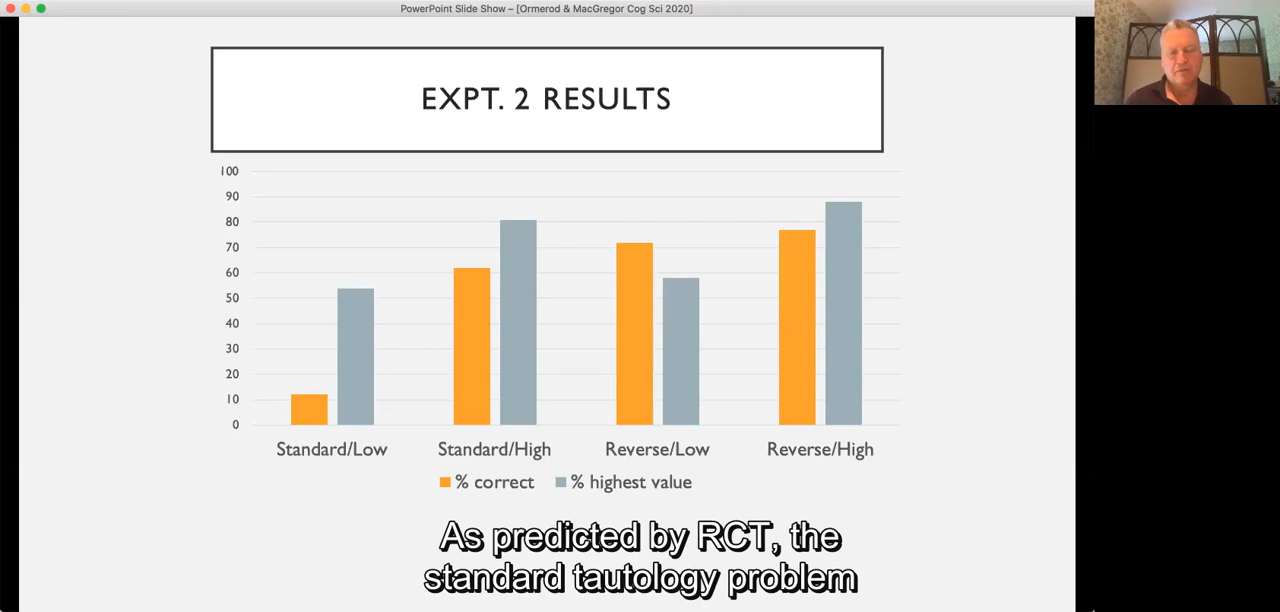 PowerPoint Slide Show – [Ormerod & MacGregor Cog Sci 2020]
EXPT. 2 RESULTS
100
90
80
70
60
50
40
30
20
10
0
Standard/Low Standard/High Reverse/Low Reverse/High
% correct % highest value
As predicted by RCT, the
standard tautology problem